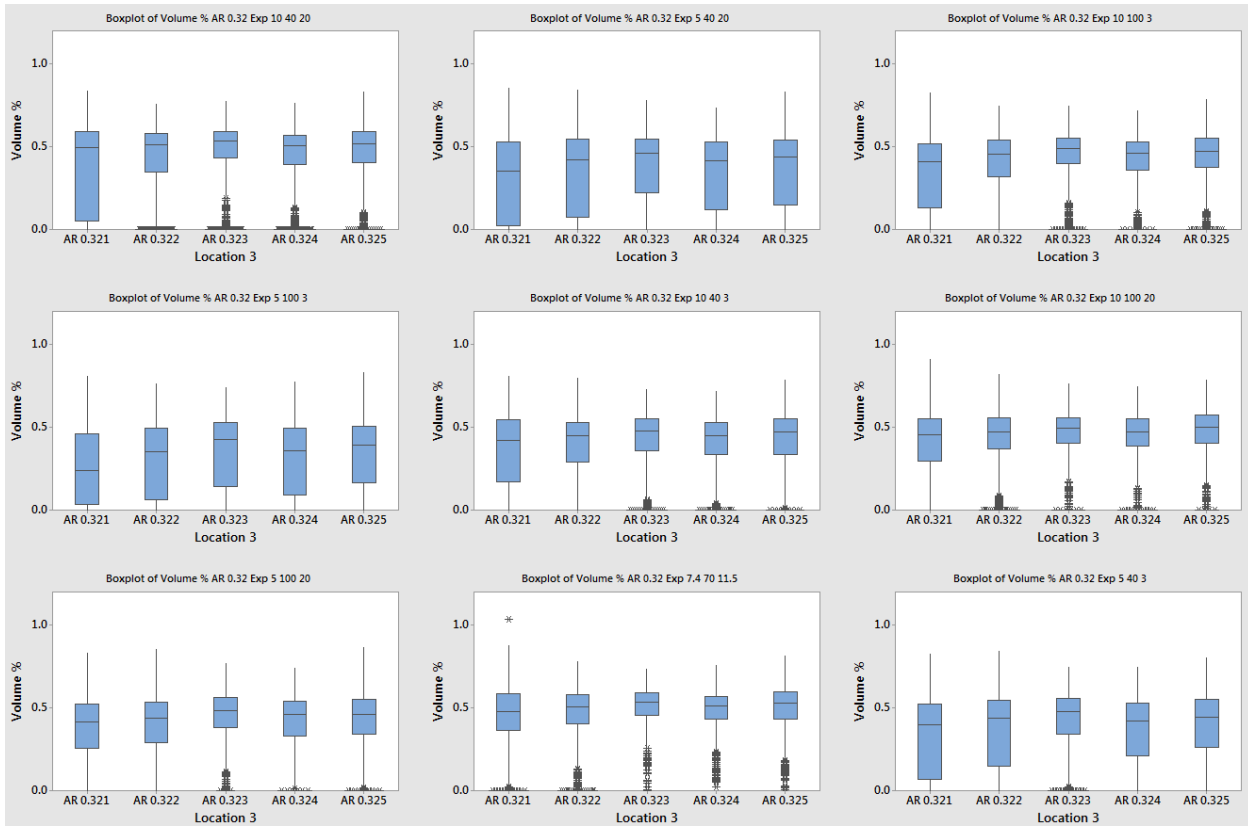 Boxplot of Volume % AR 0.32 Exp 10 40 20
Volume %
1.0
0.5
0.0
AR 0.321 AR 0.322 AR 0.323 AR 0.324 AR 0.325
Location 3
Boxplot of Volume % AR 0.32 Exp 5 40 20
Volume %
1.0
0.5
0.0
AR 0.321 AR 0.322 AR 0.323 AR 0.324 AR 0.325
Location 3
Boxplot of Volume % AR 0.32 Exp 10 100 3
Volume %
1.0
0.5
0.0
AR 0.321 AR 0.322 AR 0.323 AR 0.324 AR 0.325
Location 3
Boxplot of Volume % AR 0.32 Exp 5 100 3
Volume %
1.0
0.5
0.0
AR 0.321 AR 0.322 AR 0.323 AR 0.324 AR 0.325
Location 3
Boxplot of Volume % AR 0.32 Exp 10 40 3
Volume %
1.0
0.5
0.0
AR 0.321 AR 0.322 AR 0.323 AR 0.324 AR 0.325
Location 3
Boxplot of Volume % AR 0.32 Exp 10 100 20
Volume %
1.0
0.5
0.0
AR 0.321 AR 0.322 AR 0.323 AR 0.324 AR 0.325
Location 3
Boxplot of Volume % AR 0.32 Exp 5 100 20
Volume %
1.0
0.5
0.0
AR 0.321 AR 0.322 AR 0.323 AR 0.324 AR 0.325
Location 3
Boxplot of Volume % AR 0.32 Exp 7.4 70 11.5
Volume %
1.0
0.5
0.0
AR 0.321 AR 0.322 AR 0.323 AR 0.324 AR 0.325
Location 3
Boxplot of Volume % AR 0.32 Exp 5 40 3
Volume %
1.0
0.5
0.0
AR 0.321 AR 0.322 AR 0.323 AR 0.324 AR 0.325
Location 3